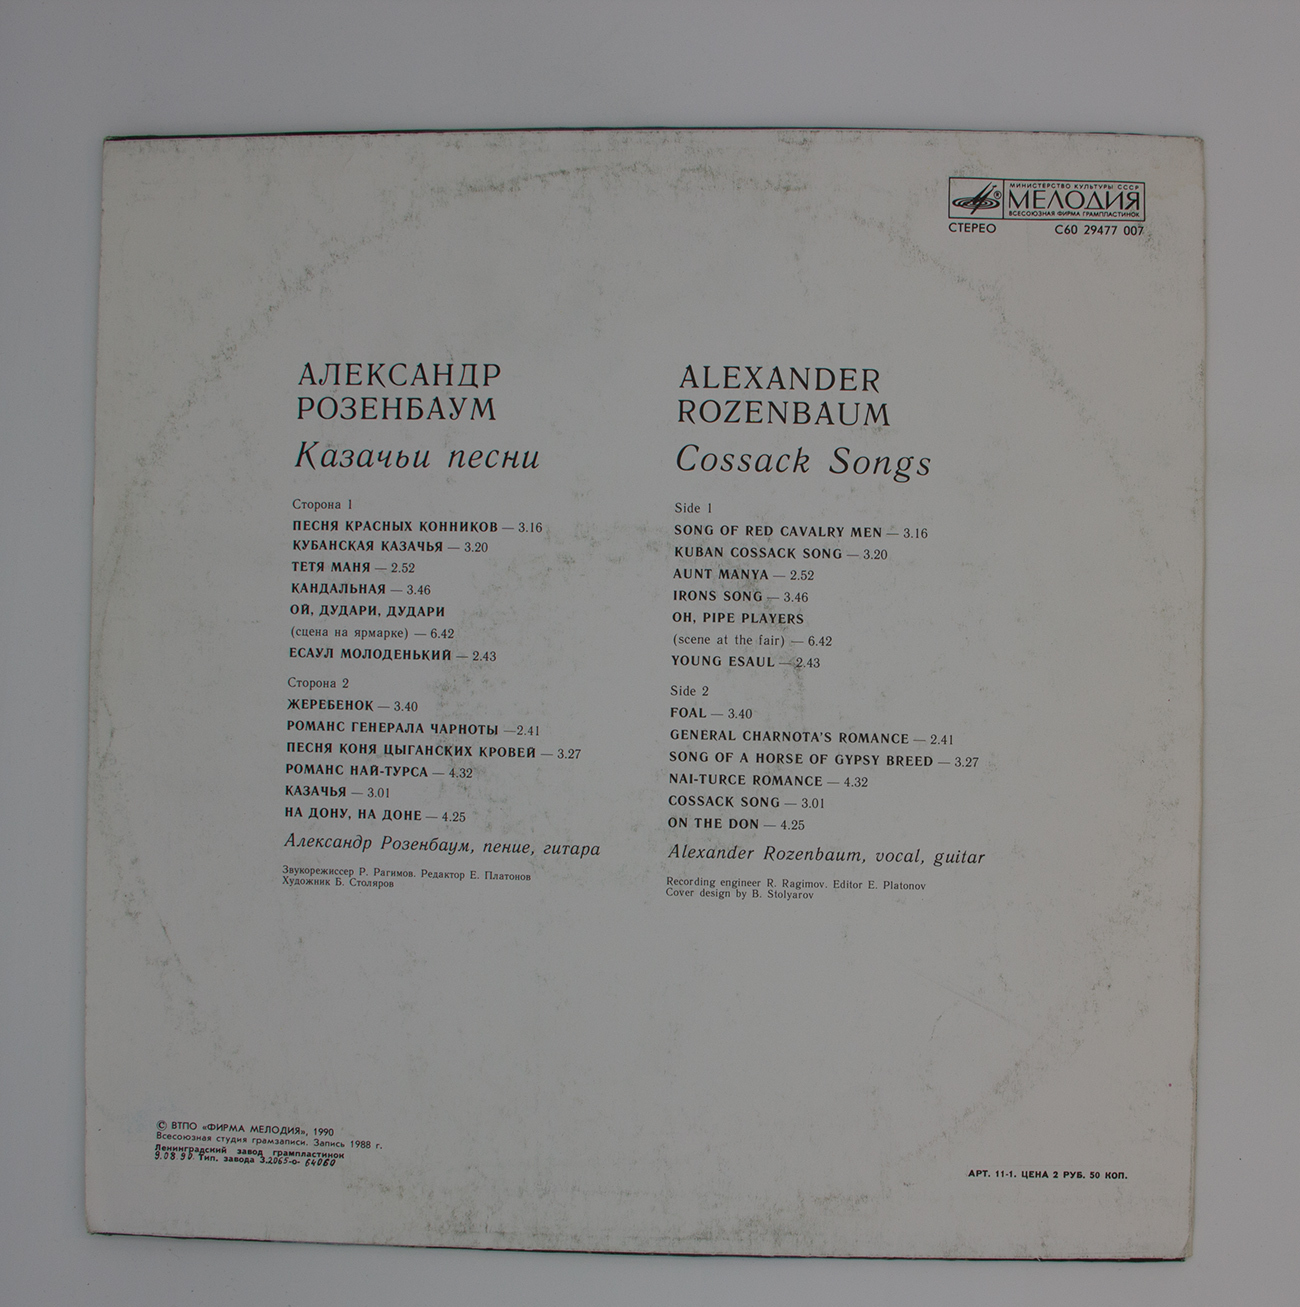 МИНИСТЕРСТВО КУЛЬТУРЫ СССР
МЕЛОДИЯ
ВСЕСОЮЗНАЯ ФИРМА ГРАМПЛАСТИНОК
СТЕРЕО С60 29477 007
АЛЕКСАНДР
РОЗЕНБАУМ
Казачьи песни
Сторона 1
ПЕСНЯ КРАСНЫХ КОННИКОВ — 3.16
КУБАНСКАЯ КАЗАЧЬЯ — 3.20
ТЕТЯ МАНЯ — 2.52
КАНДАЛЬНАЯ — 3.46
ОЙ, ДУДАРИ, ДУДАРИ
(сцена на ярмарке) — 6.42
ЕСАУЛ МОЛОДЕНЬКИЙ — 2.43
Сторона 2
ЖЕРЕБЕНОК — 3.40
РОМАНС ГЕНЕРАЛА ЧАРНОТЫ —2.41
ПЕСНЯ КОНЯ ЦЫГАНСКИХ КРОВЕЙ — 3.27
РОМАНС НАЙ-ТУРСА — 4.32
КАЗАЧЬЯ — 3.01
НА ДОНУ, НА ДОНЕ — 4.25
Александр Розенбаум, пение, гитара
Звукорежиссер Р. Рагимов. Редактор Е. Платонов
Художник Б. Столяров
ALEXANDER
ROZENBAUM
Cossack Songs
Side 1
SONG OF RED CAVALRY MEN — 3.16
KUBAN COSSACK SONG — 3.20
AUNT MANYA — 2.52
IRONS SONG — 3.46
OH, PIPE PLAYERS
(scene at the fair) — 6.42
YOUNG ESAUL — 2.43
Side 2
FOAL — 3.40
GENERAL CHARNOTA'S ROMANCE — 2.41
SONG OF A HORSE OF GYPSY BREED — 3.27
NAI-TURCE ROMANCE — 4.32
COSSACK SONG — 3.01
ON THE DON — 4.25
Alexander Rozenbaum, vocal, guitar
Recording engineer R. Ragimov. Editor E. Platonov
Cover design by B. Stolyarov
© ВТПО «ФИРМА МЕЛОДИЯ», 1990
Всесоюзная студия грамзаписи. Запись 1988 г.
Ленинградский завод грампластинок
9.08.90. Тип. завода З.2065-0- 64060
АРТ. 11-1. ЦЕНА 2 РУБ. 50 КОП.